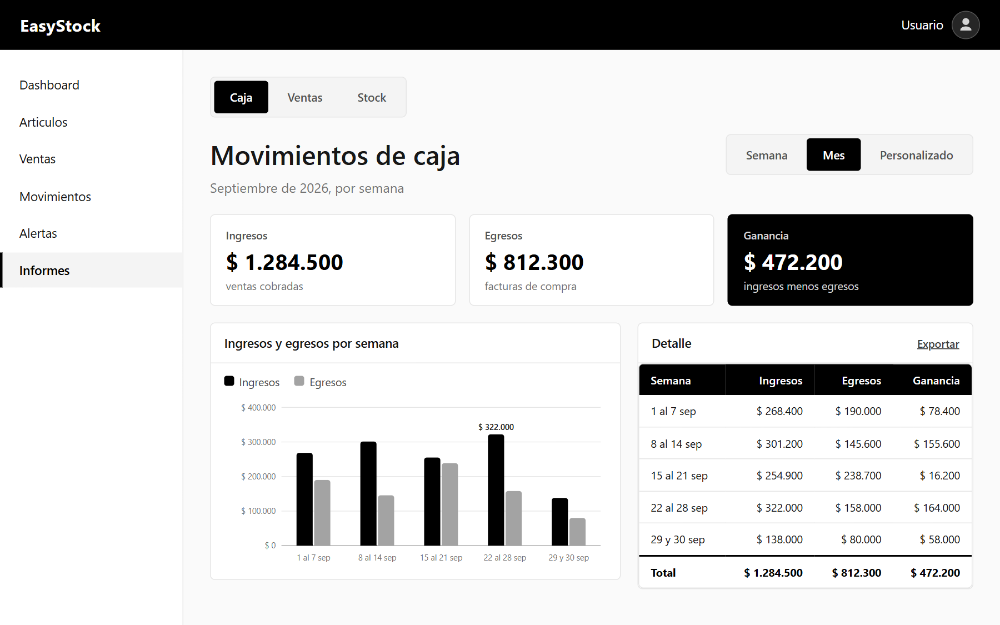 EasyStock
Usuario
Dashboard
Articulos
Ventas
Movimientos
Alertas
Informes
Caja Ventas Stock
Movimientos de caja
Septiembre de 2026, por semana
Semana Mes Personalizado
Ingresos
$ 1.284.500
ventas cobradas
Egresos
$ 812.300
facturas de compra
Ganancia
$ 472.200
ingresos menos egresos
Ingresos y egresos por semana
Ingresos Egresos
$ 400.000
$ 300.000
$ 200.000
$ 100.000
$ 0
$ 322.000
1 al 7 sep 8 al 14 sep 15 al 21 sep 22 al 28 sep 29 y 30 sep
Detalle Exportar
Semana Ingresos Egresos Ganancia
1 al 7 sep $ 268.400 $ 190.000 $ 78.400
8 al 14 sep $ 301.200 $ 145.600 $ 155.600
15 al 21 sep $ 254.900 $ 238.700 $ 16.200
22 al 28 sep $ 322.000 $ 158.000 $ 164.000
29 y 30 sep $ 138.000 $ 80.000 $ 58.000
Total $ 1.284.500 $ 812.300 $ 472.200